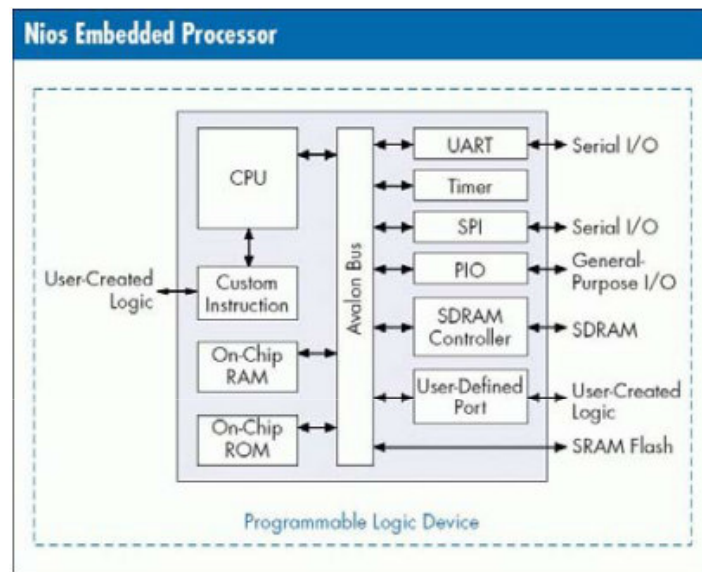 Nios Embedded Processor
CPU
UART
Serial I/O
Timer
SPI
Serial I/O
User-Created
Logic
Custom
Instruction
Avalon Bus
PIO
General-
Purpose I/O
On-Chip
RAM
SDRAM
Controller
SDRAM
On-Chip
ROM
User-Defined
Port
User-Created
Logic
SRAM Flash
Programmable Logic Device